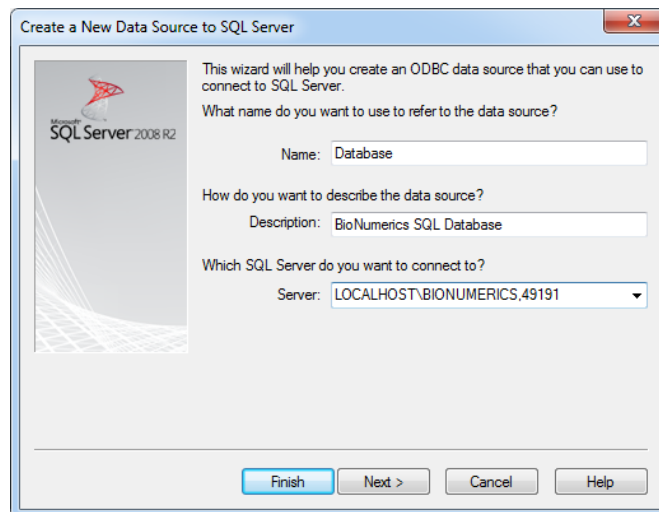 Create a New Data Source to SQL Server
Microsoft®
SQL Server 2008 R2
This wizard will help you create an ODBC data source that you can use to
connect to SQL Server.
What name do you want to use to refer to the data source?
Name: Database
How do you want to describe the data source?
Description: BioNumerics SQL Database
Which SQL Server do you want to connect to?
Server: LOCALHOST\BIONUMERICS,49191
Finish
Next >
Cancel
Help